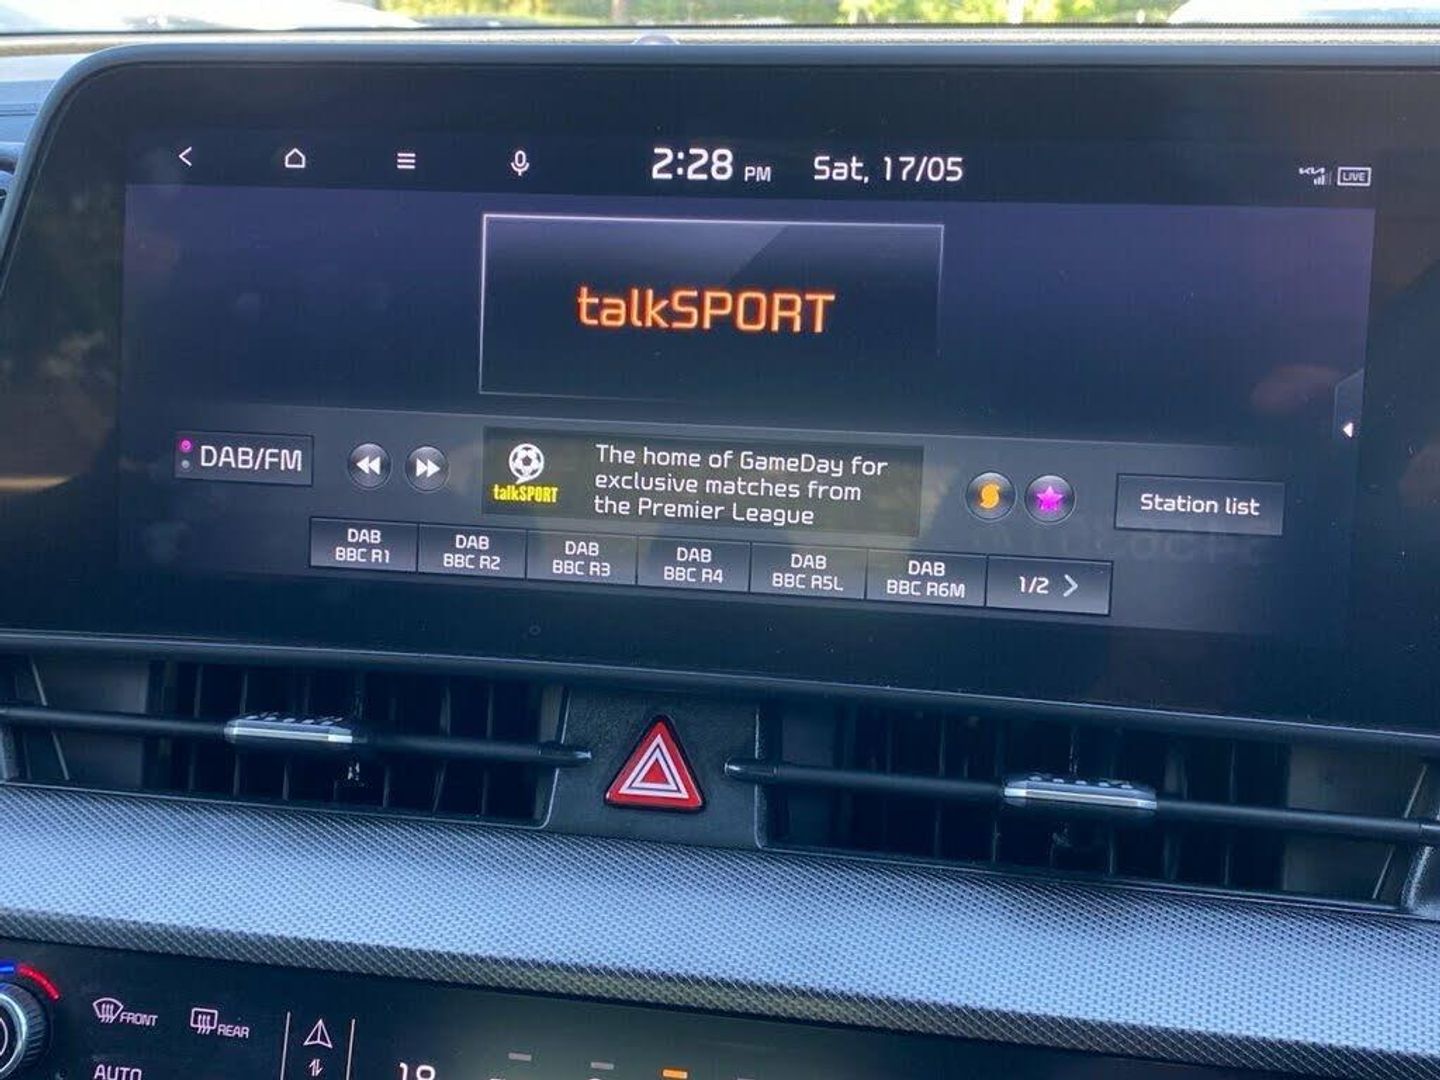 2:28 PM Sat, 17/05
LIVE
talkSPORT
DAB/FM
talkSPORT
The home of GameDay for
exclusive matches from
the Premier League
Station list
DAB
BBC R1
DAB
BBC R2
DAB
BBC R3
DAB
BBC R4
DAB
BBC R5L
DAB
BBC R6M
1/2
FRONT
REAR
AUTO